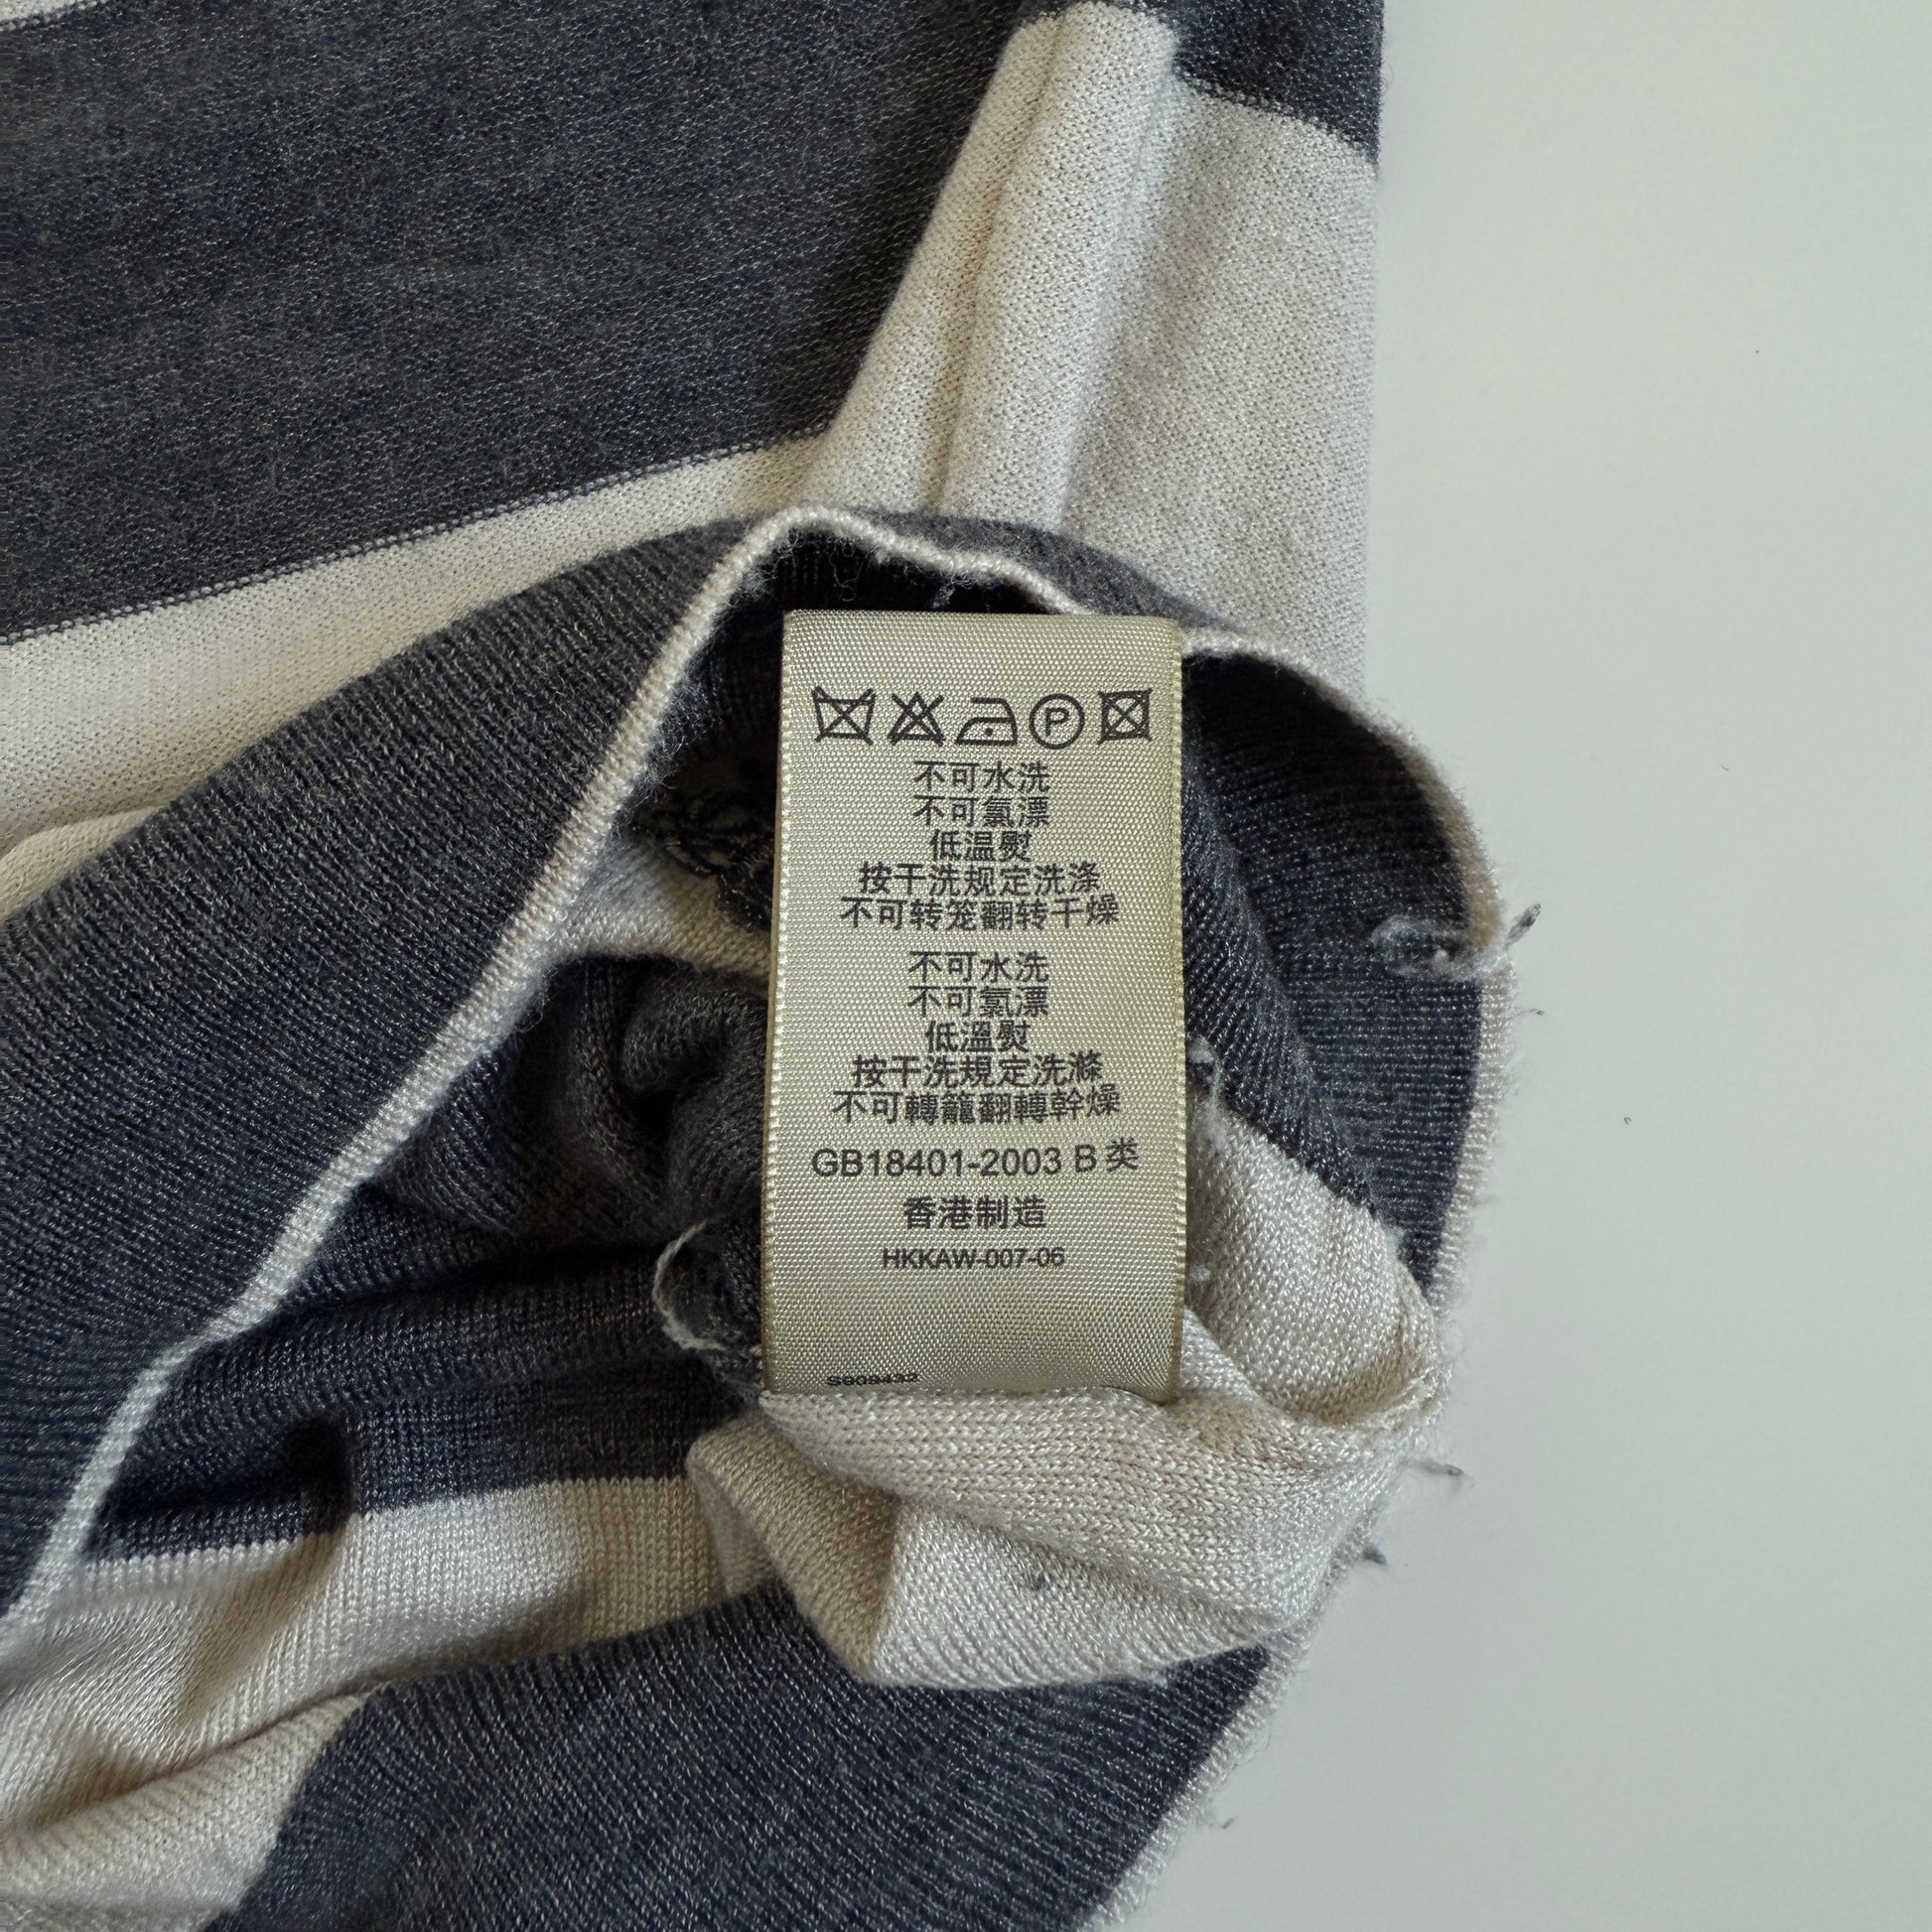 P
不可水洗
不可氯漂
低温熨
按干洗规定洗涤
不可转笼翻转干燥
不可水洗
不可氯漂
低溫熨
按干洗規定洗滌
不可轉籠翻轉幹燥
GB18401-2003 B 类
香港制造
HKKAW-007-06
S909432